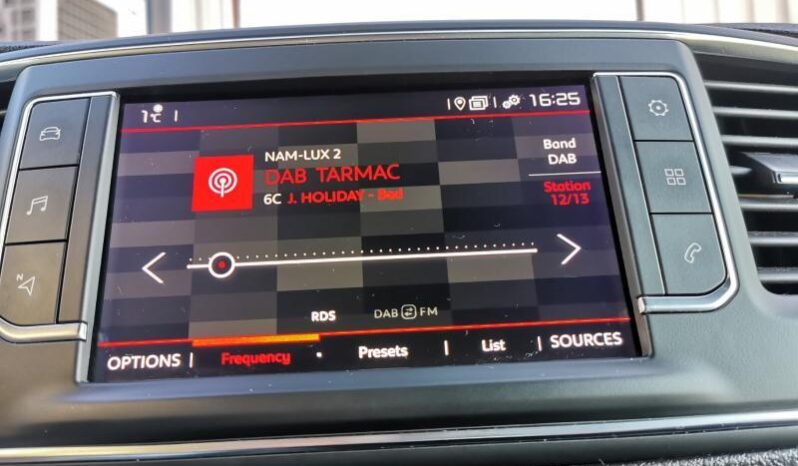 1°C
16:25
NAM-LUX 2
DAB TARMAC
6C J. HOLIDAY - Bed
Band
DAB
Station
12/13
RDS
DAB FM
OPTIONS
Frequency
Presets
List
SOURCES
N